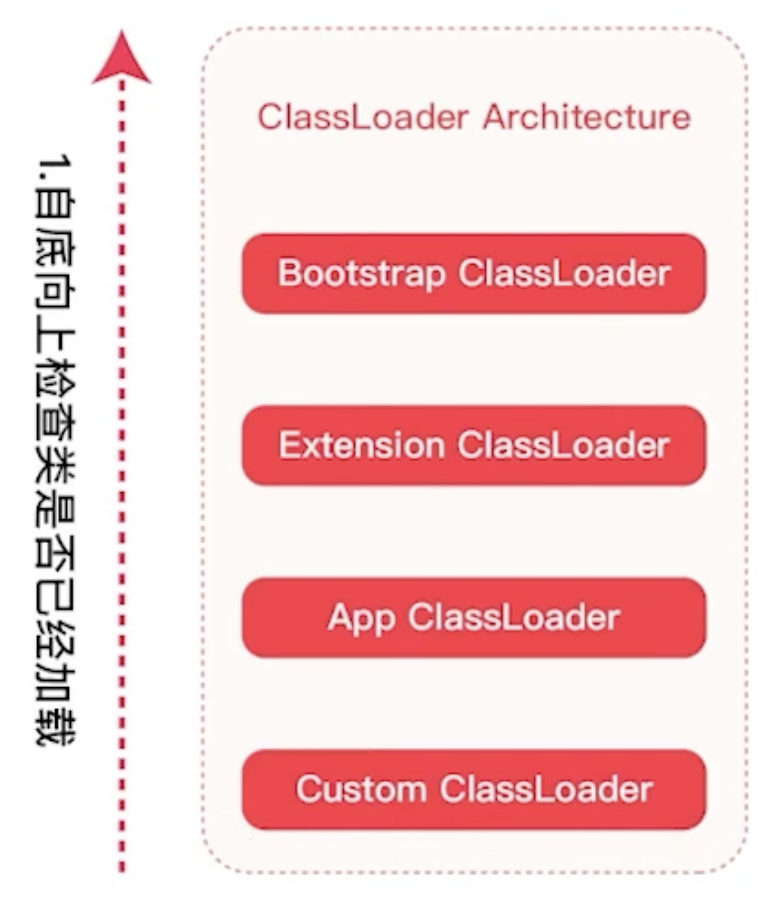 1.自底向上检查类是否已经加载
ClassLoader Architecture
Bootstrap ClassLoader
Extension ClassLoader
App ClassLoader
Custom ClassLoader